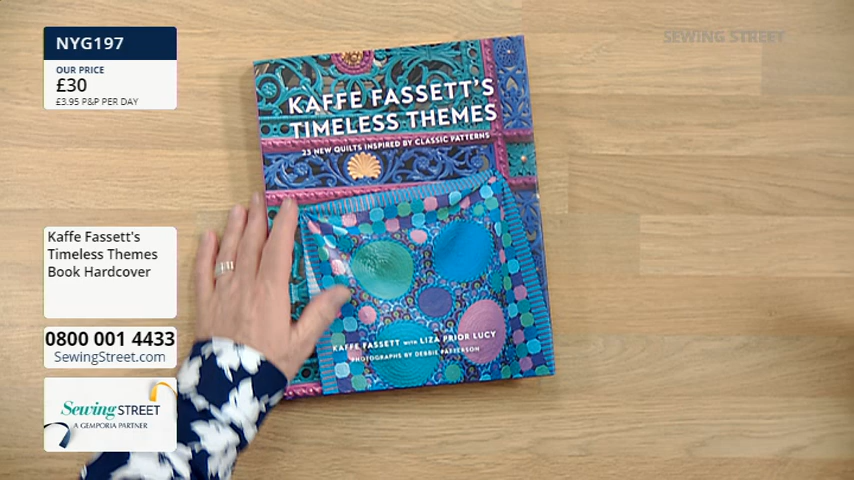 NYG197
OUR PRICE
£30
£3.95 P&P PER DAY
SEWING STREET
KAFFE FASSETT'S
TIMELESS THEMES
23 NEW QUILTS INSPIRED BY CLASSIC PATTERNS
KAFFE FASSETT WITH LIZA PRIOR LUCY
PHOTOGRAPHS BY DEBBIE PATTERSON
Kaffe Fassett's
Timeless Themes
Book Hardcover
0800 001 4433
SewingStreet.com
Sewing STREET
A GEMPORIA PARTNER